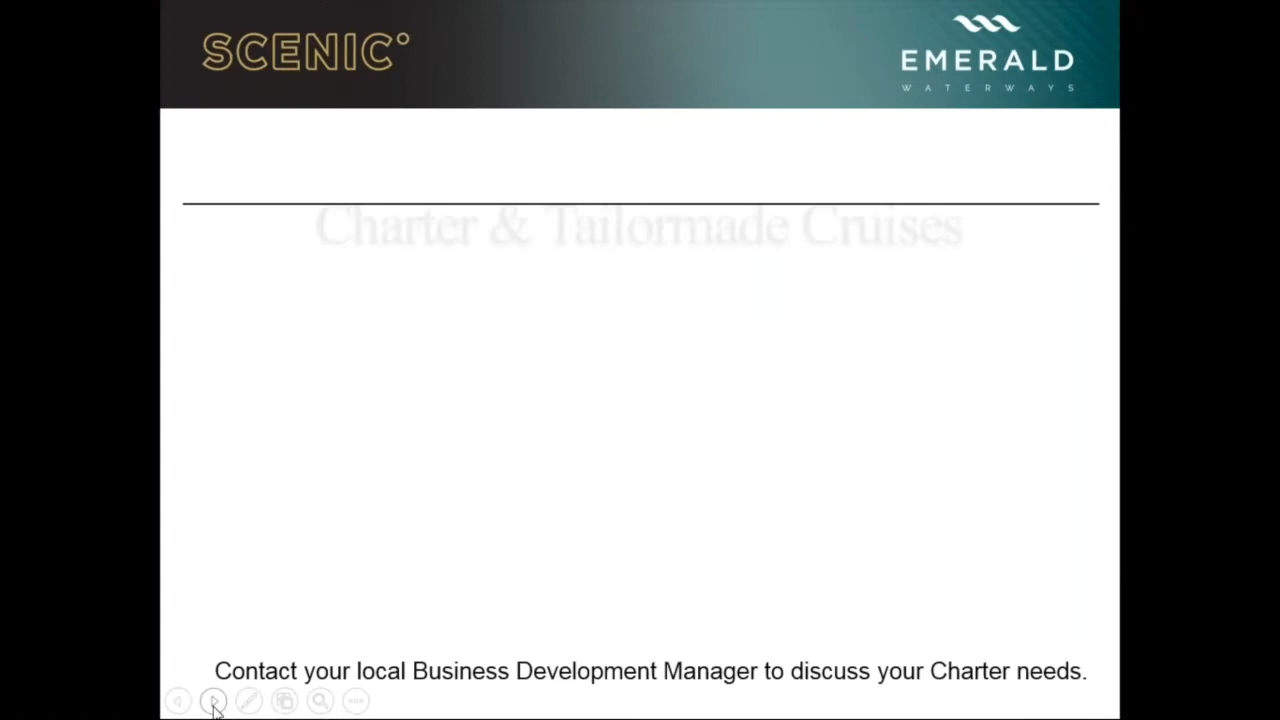 SCENIC°
EMERALD
WATERWAYS
Charter & Tailormade Cruises
Contact your local Business Development Manager to discuss your Charter needs.